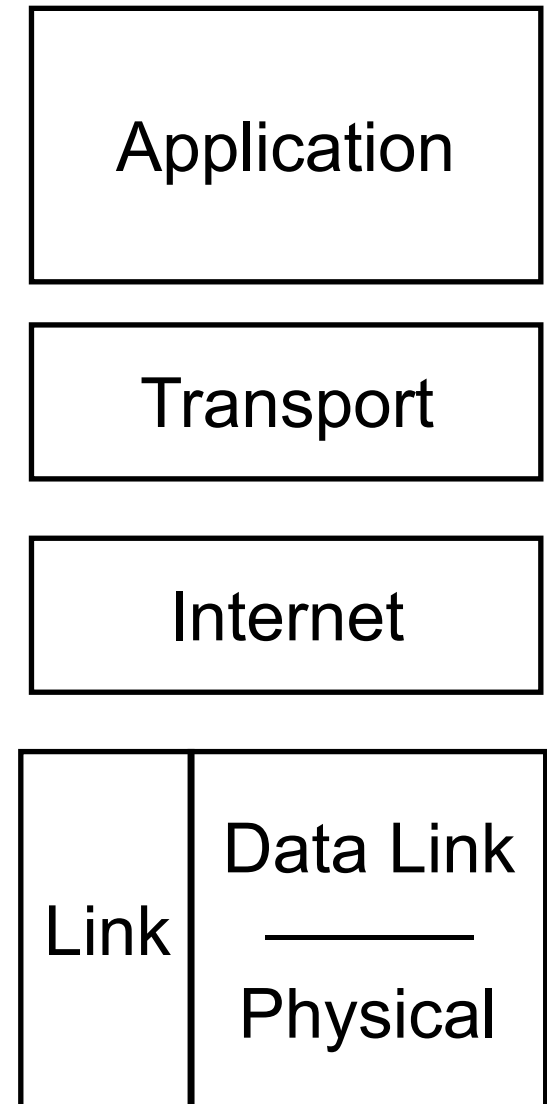 Application
Transport
Internet
Link
Data Link
Physical